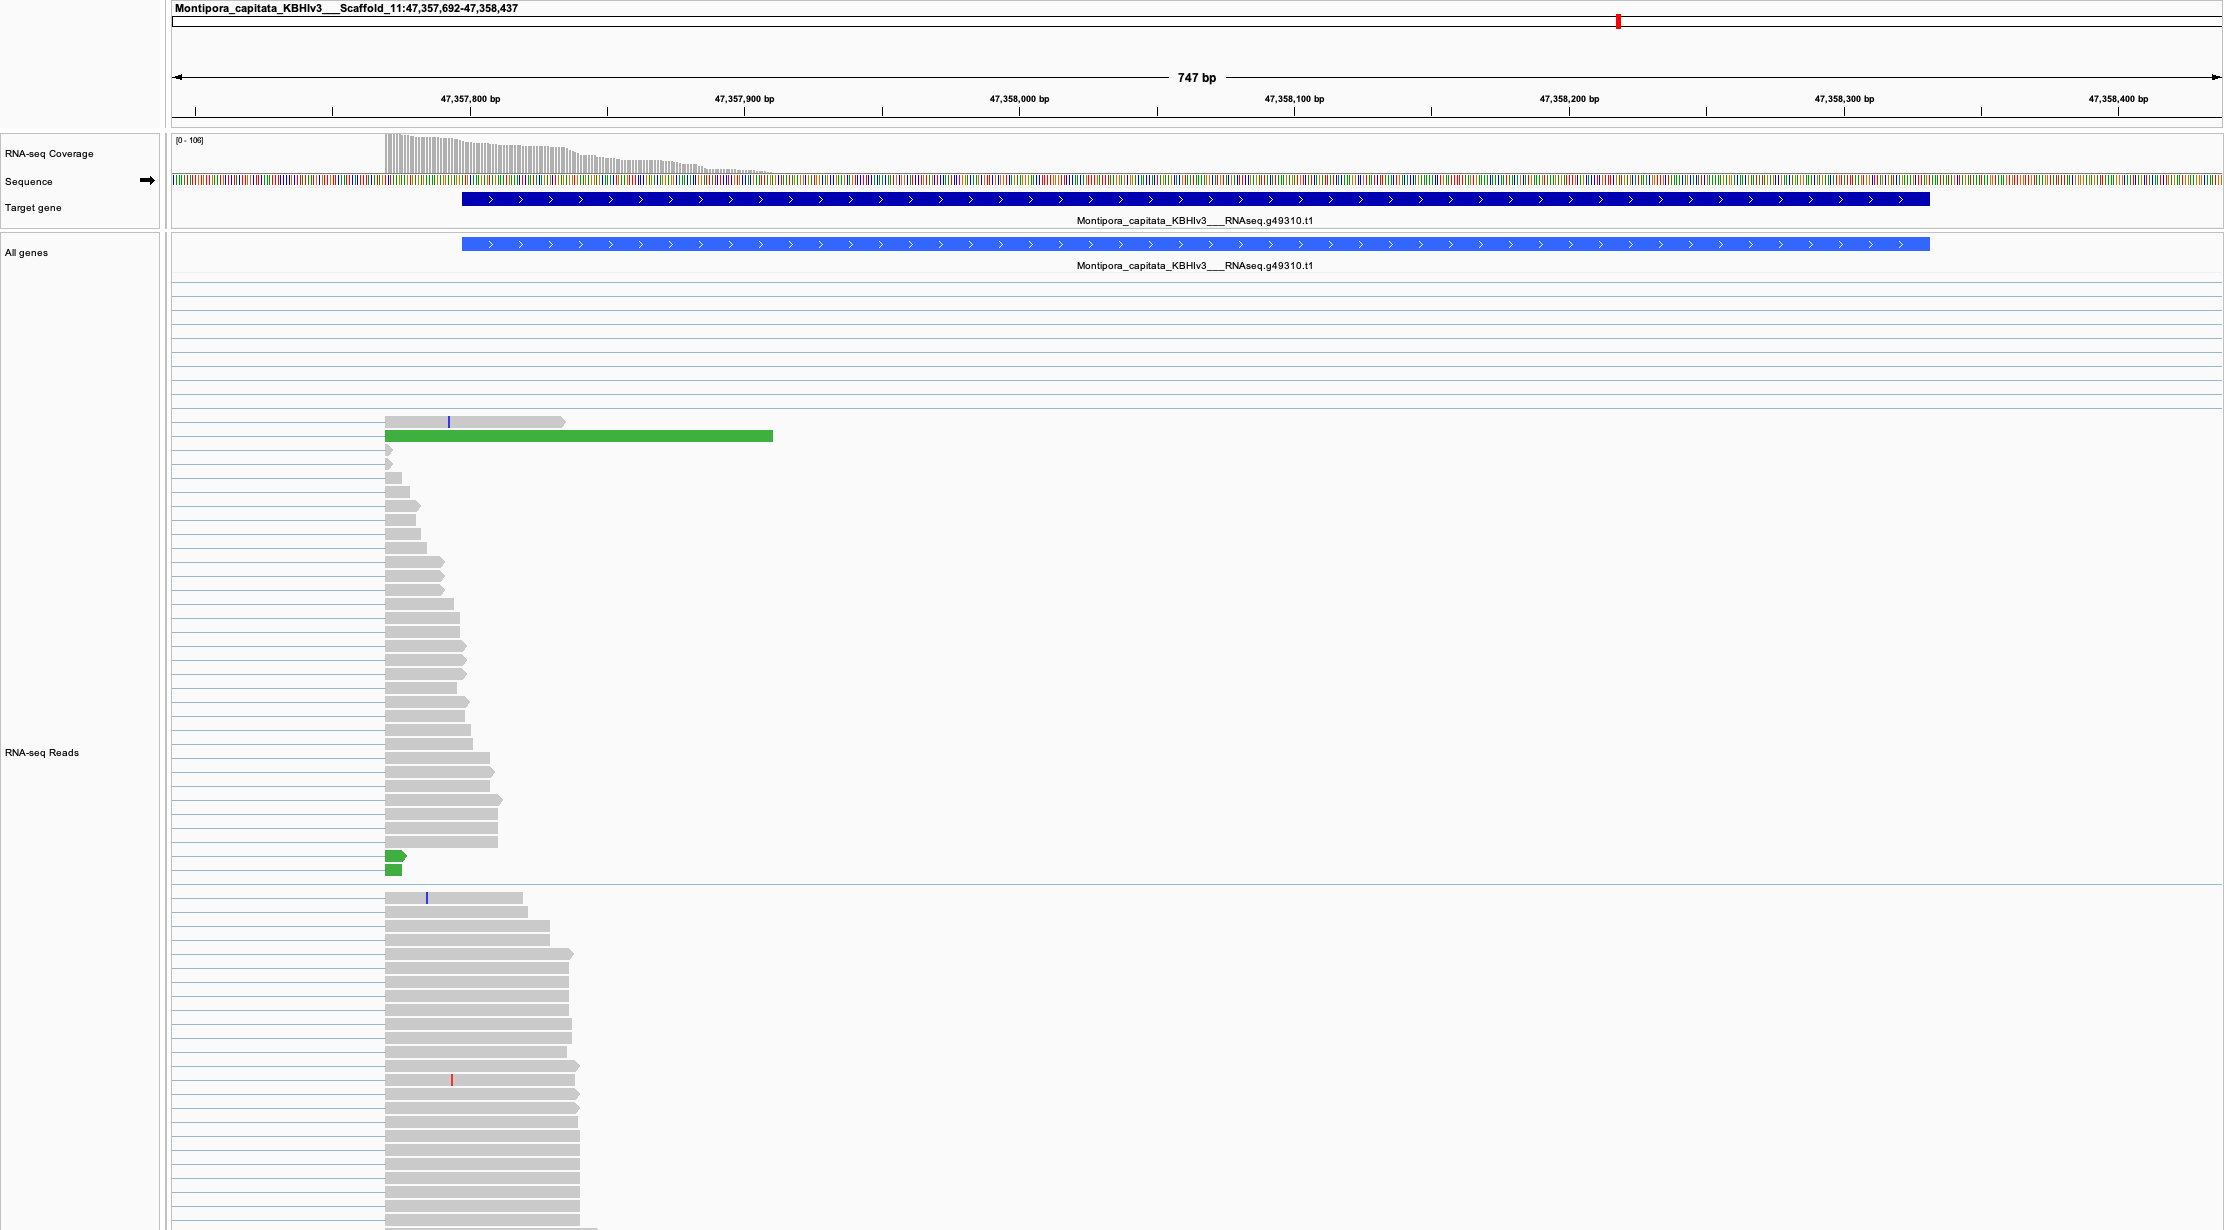 Montipora_capitata_KBHIv3___Scaffold_11:47,357,692-47,358,437
747 bp
47,357,800 bp 47,357,900 bp 47,358,000 bp 47,358,100 bp 47,358,200 bp 47,358,300 bp 47,358,400 bp
[0 - 106]
RNA-seq Coverage
Sequence
Target gene
Montipora_capitata_KBHIv3___RNAseq.g49310.t1
All genes
Montipora_capitata_KBHIv3___RNAseq.g49310.t1
RNA-seq Reads